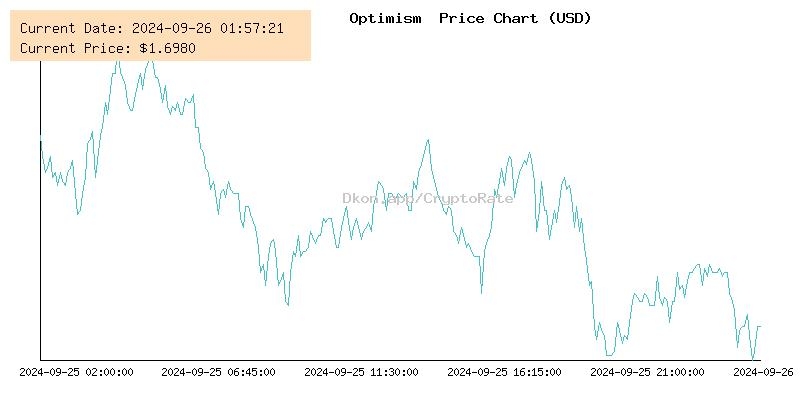 Optimism  Price Chart (USD)
Current Date: 2024-09-26 01:57:21
Current Price: $1.6980
Dkon.app/CryptoRate
2024-09-25 02:00:00 2024-09-25 06:45:00 2024-09-25 11:30:00 2024-09-25 16:15:00 2024-09-25 21:00:00 2024-09-26